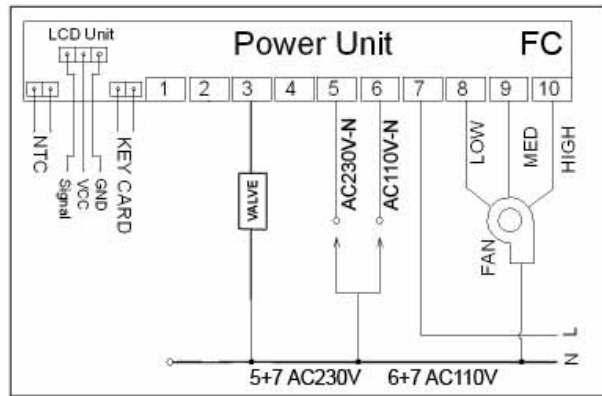 LCD Unit
Power Unit
FC
1 2 3 4 5 6 7 8 9 10
NTC
Signal
VCC
GND
KEY CARD
VALVE
AC230V-N
AC110V-N
LOW
MED
HIGH
FAN
L
N
5+7 AC230V
6+7 AC110V